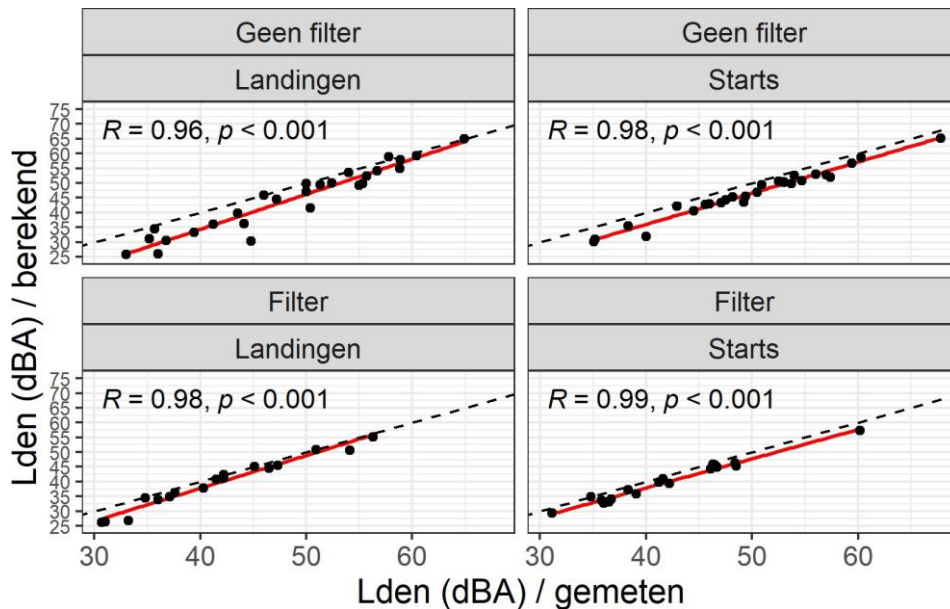 Geen filter
Landingen
R = 0.96, p < 0.001
75
70
65
60
55
50
45
40
35
30
25
Geen filter
Starts
R = 0.98, p < 0.001
Filter
Landingen
R = 0.98, p < 0.001
75
70
65
60
55
50
45
40
35
30
25
Filter
Starts
R = 0.99, p < 0.001
30 40 50 60
30 40 50 60
Lden (dBA) / berekend
Lden (dBA) / gemeten